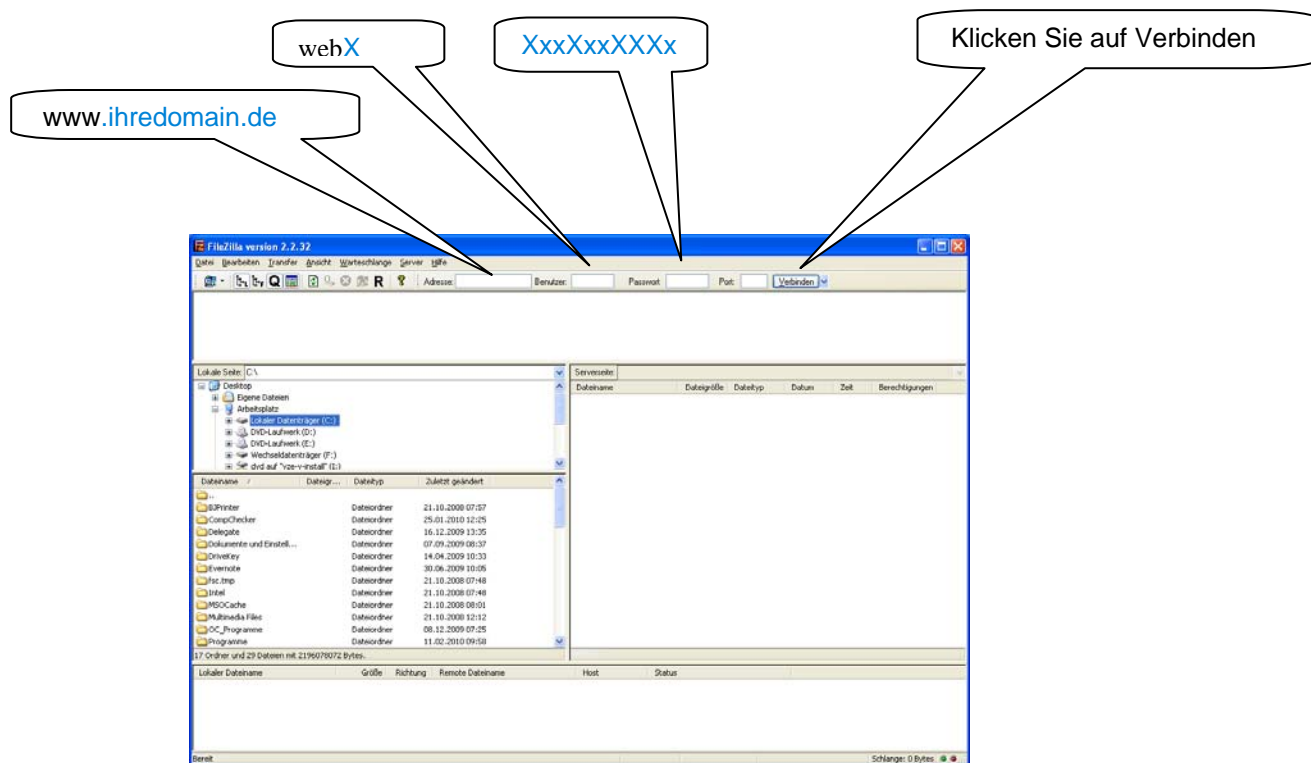 webX
XxxXxxXXXx
Klicken Sie auf Verbinden
www.ihredomain.de
FileZilla version 2.2.32
Datei Bearbeiten Transfer Ansicht Warteschlange Server Hilfe
R Adresse: Benutzer: Passwort: Port: Verbinden
Lokale Seite: C:\
Desktop
Eigene Dateien
Arbeitsplatz
Lokaler Datenträger (C:)
DVD-Laufwerk (D:)
DVD-Laufwerk (E:)
Wechseldatenträger (F:)
dvd auf "vze-v-install" (I:)
Serverseite:
Dateiname Dateigröße Dateityp Datum Zeit Berechtigungen
Dateiname / Dateigr... Dateityp Zuletzt geändert
..
BJPrinter Dateiordner 21.10.2008 07:57
CompChecker Dateiordner 25.01.2010 12:25
Delegate Dateiordner 16.12.2009 13:35
Dokumente und Einstell... Dateiordner 07.09.2009 08:37
DriveKey Dateiordner 14.04.2009 10:33
Evernote Dateiordner 30.06.2009 10:05
fsc.tmp Dateiordner 21.10.2008 07:48
Intel Dateiordner 21.10.2008 07:48
MSOCache Dateiordner 21.10.2008 08:01
Multimedia Files Dateiordner 21.10.2008 12:12
OC_Programme Dateiordner 08.12.2009 07:25
Programme Dateiordner 11.02.2010 09:58
17 Ordner und 29 Dateien mit 2196078072 Bytes.
Lokaler Dateiname Größe Richtung Remote Dateiname Host Status
Bereit Schlange: 0 Bytes